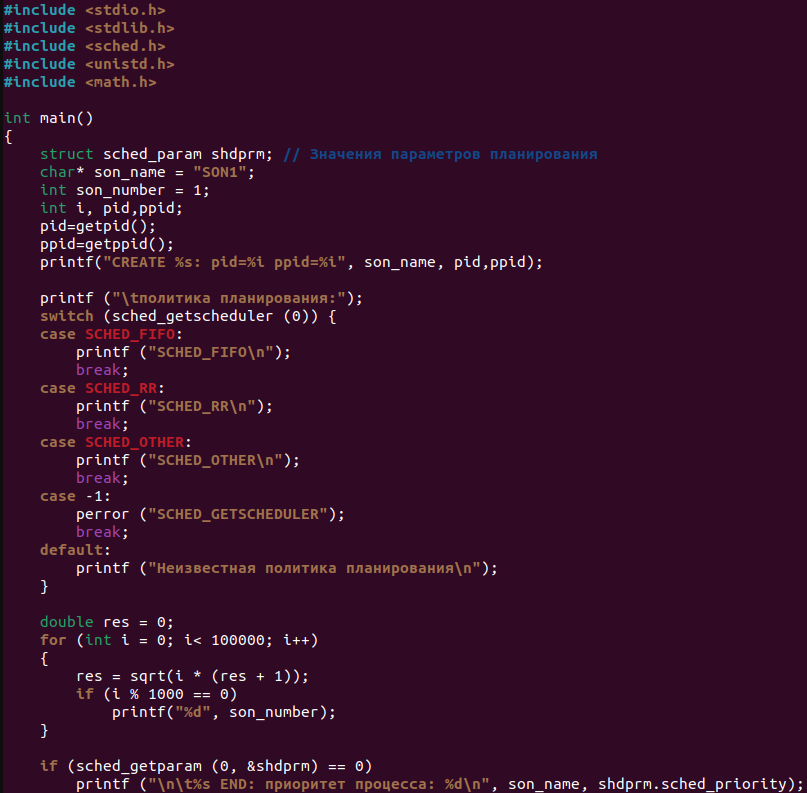 #include <stdio.h>
#include <stdlib.h>
#include <sched.h>
#include <unistd.h>
#include <math.h>

int main()
{
    struct sched_param shdprm; // Значения параметров планирования
    char* son_name = "SON1";
    int son_number = 1;
    int i, pid,ppid;
    pid=getpid();
    ppid=getppid();
    printf("CREATE %s: pid=%i ppid=%i", son_name, pid,ppid);

    printf ("\tполитика планирования:");
    switch (sched_getscheduler (0)) {
    case SCHED_FIFO:
        printf ("SCHED_FIFO\n");
        break;
    case SCHED_RR:
        printf ("SCHED_RR\n");
        break;
    case SCHED_OTHER:
        printf ("SCHED_OTHER\n");
        break;
    case -1:
        perror ("SCHED_GETSCHEDULER");
        break;
    default:
        printf ("Неизвестная политика планирования\n");
    }

    double res = 0;
    for (int i = 0; i< 100000; i++)
    {
        res = sqrt(i * (res + 1));
        if (i % 1000 == 0)
            printf("%d", son_number);
    }

    if (sched_getparam (0, &shdprm) == 0)
        printf ("\n\t%s END: приоритет процесса: %d\n", son_name, shdprm.sched_priority);